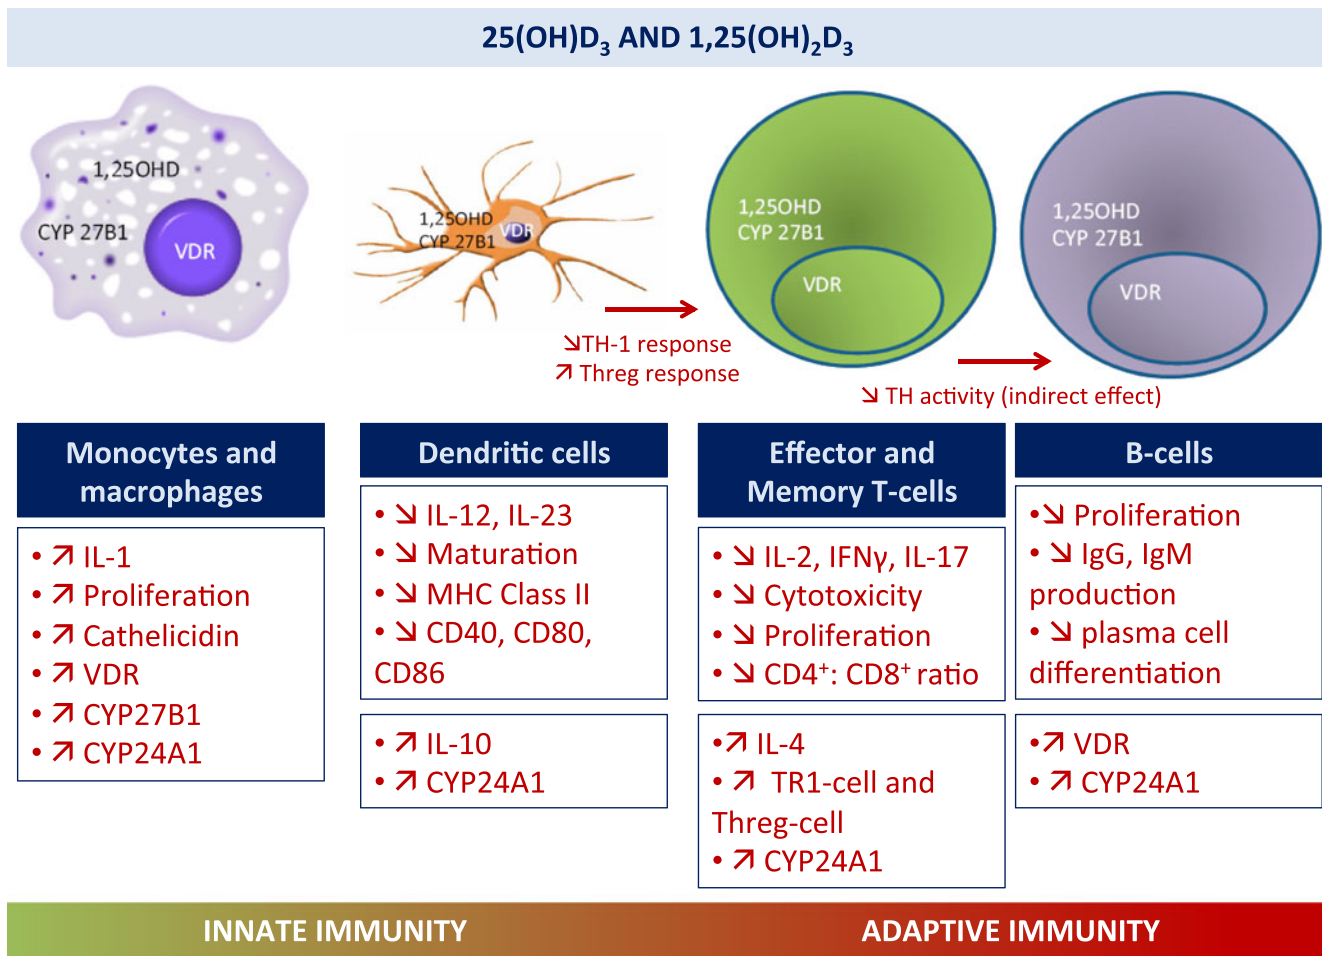 25(OH)D₃ AND 1,25(OH)₂D₃
1,25OHD
CYP 27B1
VDR
1,25OHD
CYP 27B1
VDR
1,25OHD
CYP 27B1
VDR
1,25OHD
CYP 27B1
VDR
↘TH-1 response
↗ Threg response
↘ TH activity (indirect effect)
Monocytes and
macrophages
• ↗ IL-1
• ↗ Proliferation
• ↗ Cathelicidin
• ↗ VDR
• ↗ CYP27B1
• ↗ CYP24A1
Dendritic cells
• ↘ IL-12, IL-23
• ↘ Maturation
• ↘ MHC Class II
• ↘ CD40, CD80,
CD86
• ↗ IL-10
• ↗ CYP24A1
Effector and
Memory T-cells
• ↘ IL-2, IFNγ, IL-17
• ↘ Cytotoxicity
• ↘ Proliferation
• ↘ CD4⁺: CD8⁺ ratio
•↗ IL-4
• ↗ TR1-cell and
Threg-cell
• ↗ CYP24A1
B-cells
•↘ Proliferation
• ↘ IgG, IgM
production
• ↘ plasma cell
differentiation
•↗ VDR
• ↗ CYP24A1
INNATE IMMUNITY
ADAPTIVE IMMUNITY